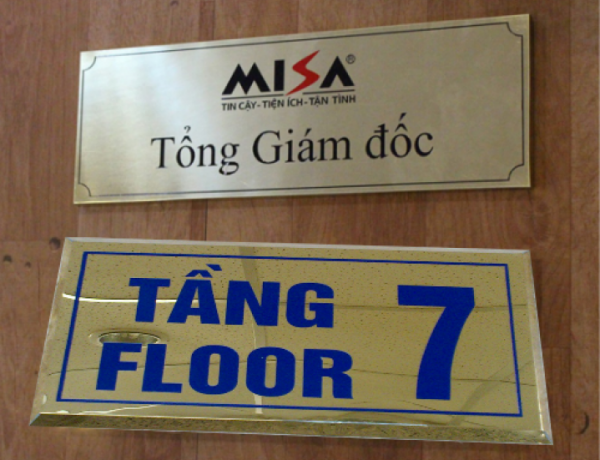 MISA®
TIN CẬY-TIỆN ÍCH-TẬN TÌNH
Tổng Giám đốc
TẦNG
FLOOR 7